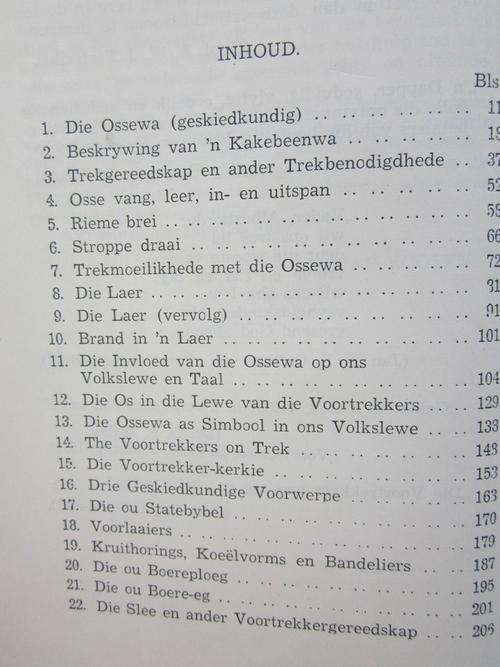 INHOUD.
Bls
1. Die Ossewa (geskiedkundig) .. .. .. .. .. .. 11
2. Beskrywing van 'n Kakebeenwa .. .. .. .. ..
3. Trekgereedskap en ander Trekbenodigdhede .. .. 37
4. Osse vang, leer, in- en uitspan .. .. .. .. .. 52
5. Rieme brei .. .. .. .. .. .. .. .. .. .. 59
6. Stroppe draai .. .. .. .. .. .. .. .. .. .. 66
7. Trekmoeilikhede met die Ossewa .. .. .. .. .. 72
8. Die Laer .. .. .. .. .. .. .. .. .. .. .. 81
9. Die Laer (vervolg) .. .. .. .. .. .. .. .. .. 91
10. Brand in 'n Laer .. .. .. .. .. .. .. .. .. 101
11. Die Invloed van die Ossewa op ons
Volkslewe en Taal .. .. .. .. .. .. .. .. 104
12. Die Os in die Lewe van die Voortrekkers .. .. 129
13. Die Ossewa as Simbool in ons Volkslewe .. .. 133
14. The Voortrekkers on Trek .. .. .. .. .. .. 148
15. Die Voortrekker-kerkie .. .. .. .. .. .. .. 153
16. Drie Geskiedkundige Voorwerpe .. .. .. .. 163
17. Die ou Statebybel .. .. .. .. .. .. .. .. 170
18. Voorlaaiers .. .. .. .. .. .. .. .. .. .. 179
19. Kruithorings, Koeëlvorms en Bandeliers .. .. 187
20. Die ou Boereploeg .. .. .. .. .. .. .. .. 195
21. Die ou Boere-eg .. .. .. .. .. .. .. .. .. 201
22. Die Slee en ander Voortrekkergereedskap .. .. 206